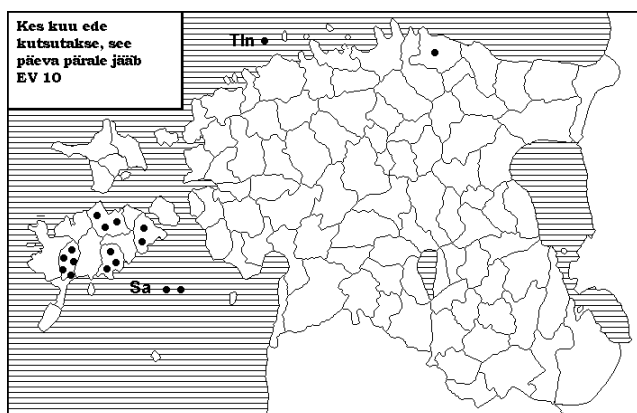 Kes kuu ede
kutsutakse, see
päeva pärale jääb
EV 10
Tln
Sa